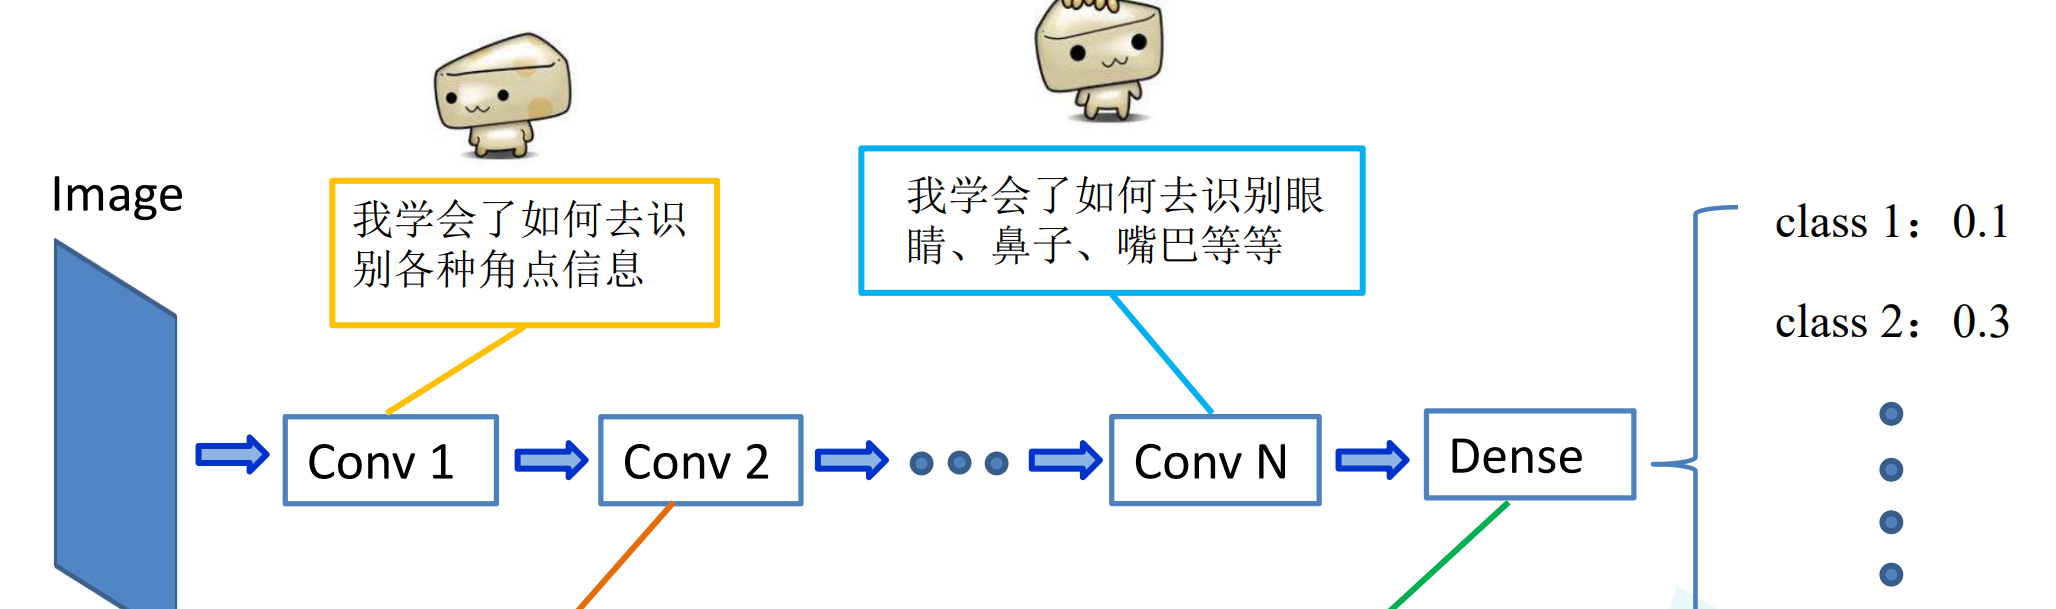 Image
我学会了如何去识
别各种角点信息
我学会了如何去识别眼
睛、鼻子、嘴巴等等
class 1：0.1
class 2：0.3
Conv 1
Conv 2
Conv N
Dense